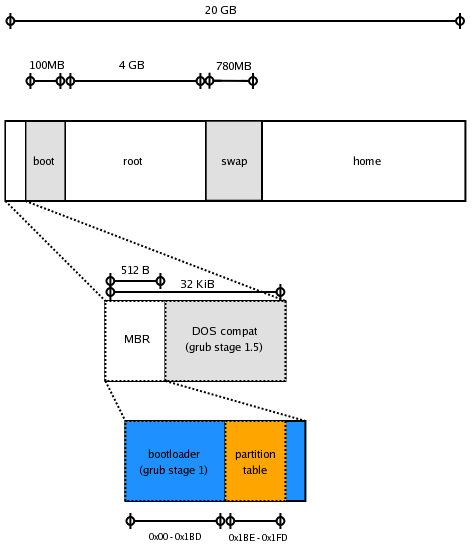 20 GB
100MB
4 GB
780MB
boot
root
swap
home
512 B
32 KiB
MBR
DOS compat
(grub stage 1.5)
bootloader
(grub stage 1)
partition
table
0x00-0x1BD
0x1BE-0x1FD